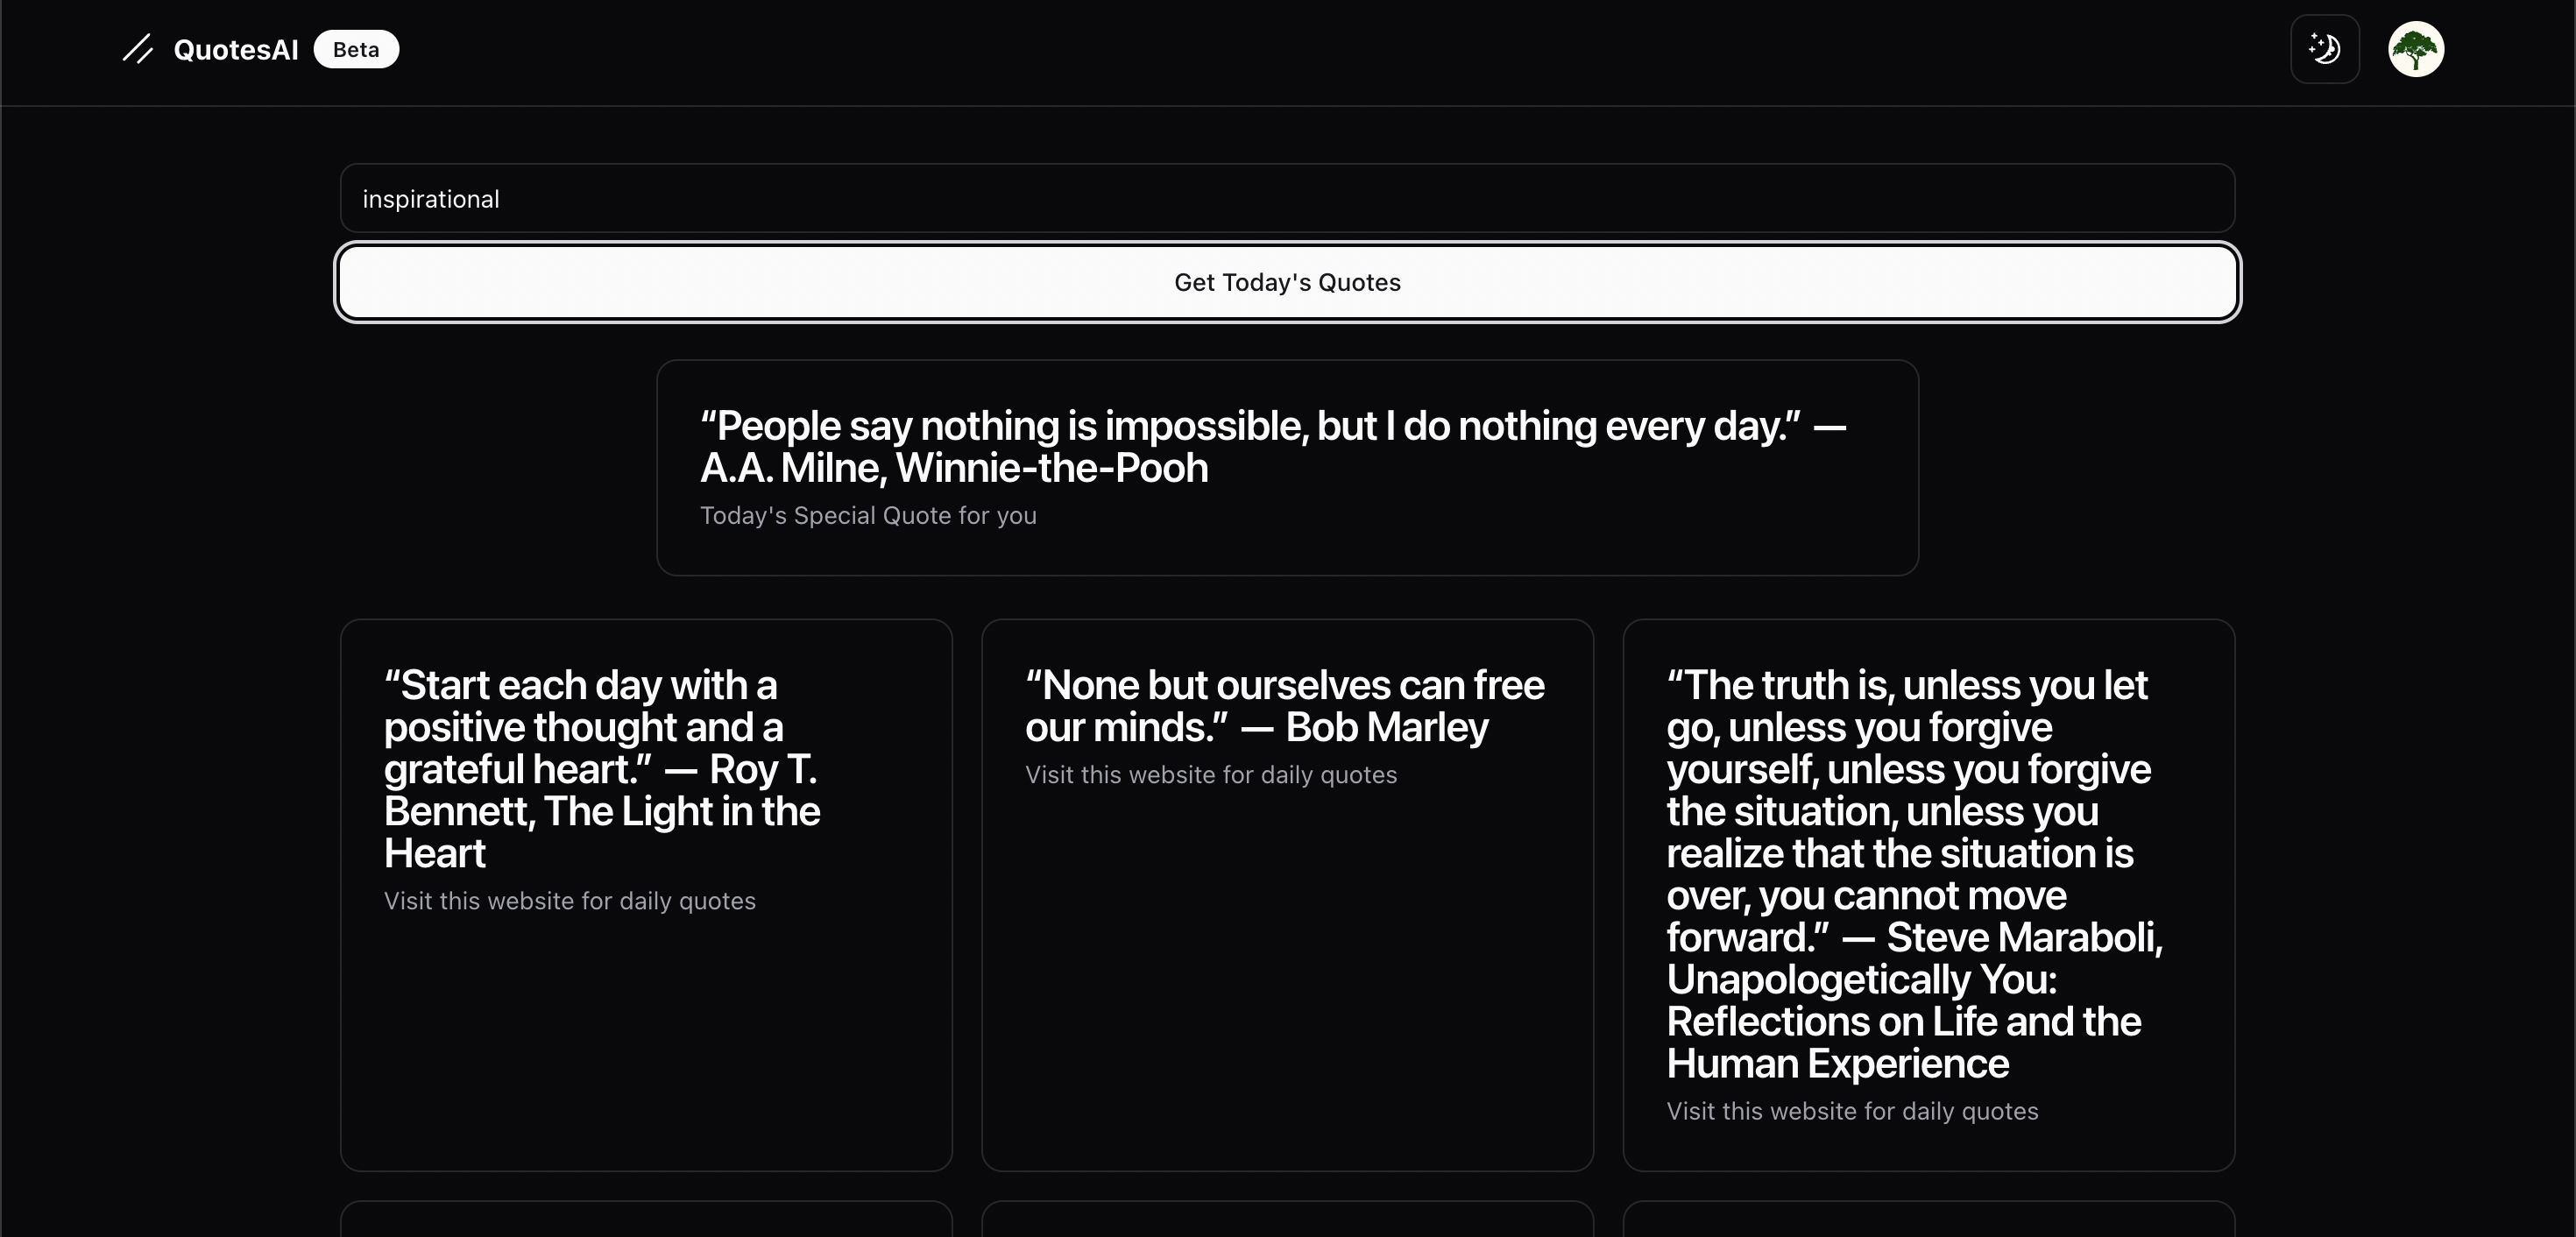 QuotesAI Beta
inspirational
Get Today's Quotes
“People say nothing is impossible, but I do nothing every day.” —
A.A. Milne, Winnie-the-Pooh
Today's Special Quote for you
“Start each day with a
positive thought and a
grateful heart.” — Roy T.
Bennett, The Light in the
Heart
Visit this website for daily quotes
“None but ourselves can free
our minds.” — Bob Marley
Visit this website for daily quotes
“The truth is, unless you let
go, unless you forgive
yourself, unless you forgive
the situation, unless you
realize that the situation is
over, you cannot move
forward.” — Steve Maraboli,
Unapologetically You:
Reflections on Life and the
Human Experience
Visit this website for daily quotes